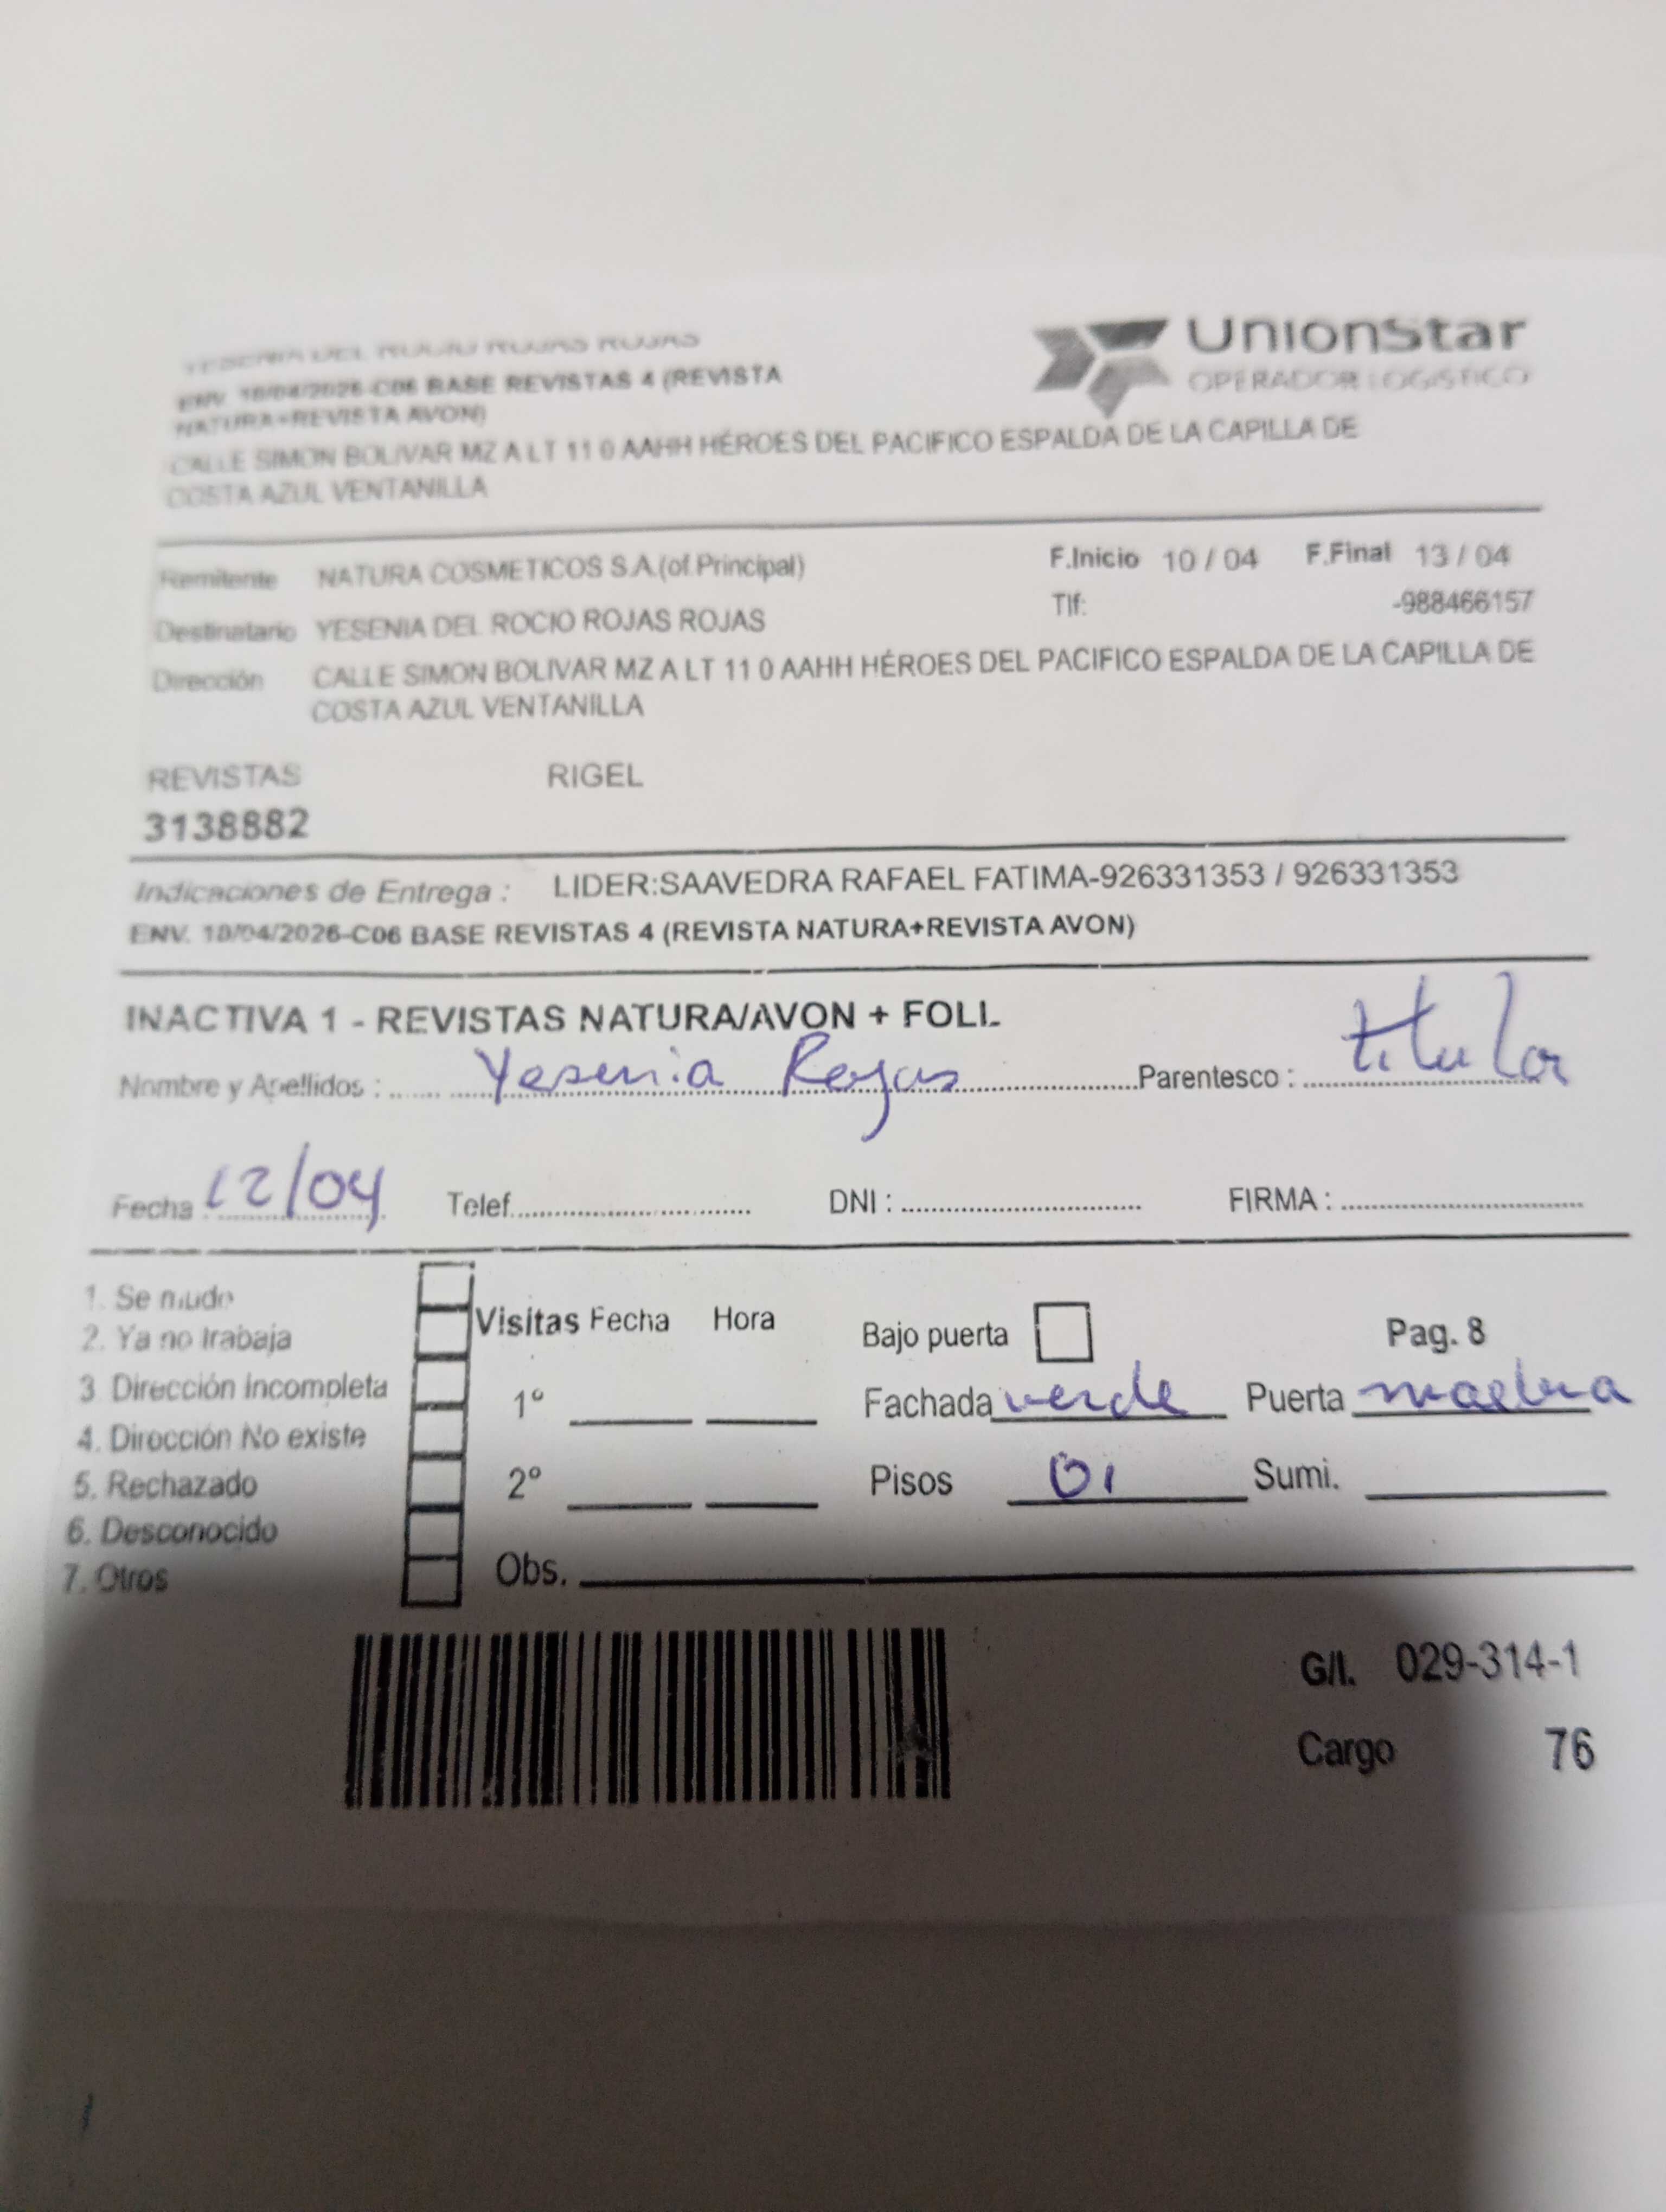 YESENIA DEL ROCIO ROJAS ROJAS
UnionStar
OPERADOR LOGISTICO
ENV. 10/04/2026-C06 BASE REVISTAS 4 (REVISTA
NATURA+REVISTA AVON)
CALLE SIMON BOLIVAR MZ A LT 11 0 AAHH HÉROES DEL PACIFICO ESPALDA DE LA CAPILLA DE
COSTA AZUL VENTANILLA
Remitente NATURA COSMETICOS S.A.(of.Principal) F.Inicio 10 / 04 F.Final 13 / 04
Destinatario YESENIA DEL ROCIO ROJAS ROJAS Tlf: -988466157
Dirección CALLE SIMON BOLIVAR MZ A LT 11 0 AAHH HÉROES DEL PACIFICO ESPALDA DE LA CAPILLA DE
COSTA AZUL VENTANILLA
REVISTAS RIGEL
3138882
Indicaciones de Entrega : LIDER:SAAVEDRA RAFAEL FATIMA-926331353 / 926331353
ENV. 10/04/2026-C06 BASE REVISTAS 4 (REVISTA NATURA+REVISTA AVON)
INACTIVA 1 - REVISTAS NATURA/AVON + FOLL
Nombre y Apellidos : Yesenia Rojas Parentesco : titular
Fecha 12/04 Telef. DNI : FIRMA :
1. Se mudo
2. Ya no trabaja
3. Dirección incompleta
4. Dirección No existe
5. Rechazado
6. Desconocido
7. Otros
Visitas Fecha Hora
1º
2º
Bajo puerta Pag. 8
Fachada verde Puerta
Pisos 01 Sumi.
Obs.
G/I. 029-314-1
Cargo 76